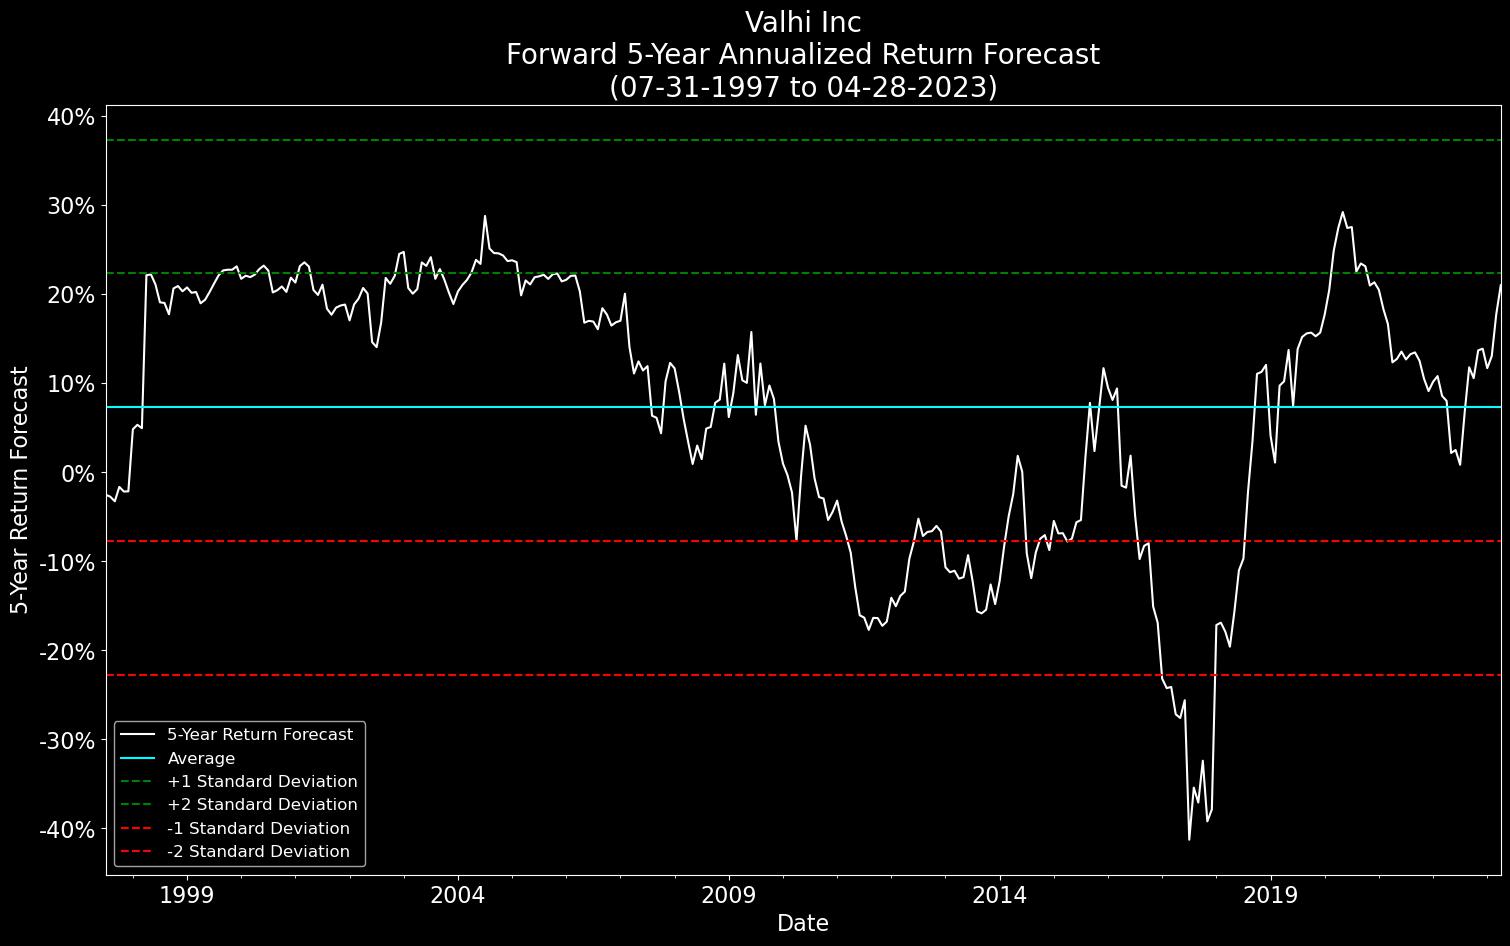 Valhi Inc
Forward 5-Year Annualized Return Forecast
(07-31-1997 to 04-28-2023)
40%
30%
20%
10%
0%
-10%
-20%
-30%
-40%
5-Year Return Forecast
5-Year Return Forecast
Average
+1 Standard Deviation
+2 Standard Deviation
-1 Standard Deviation
-2 Standard Deviation
1999
2004
2009
2014
2019
Date